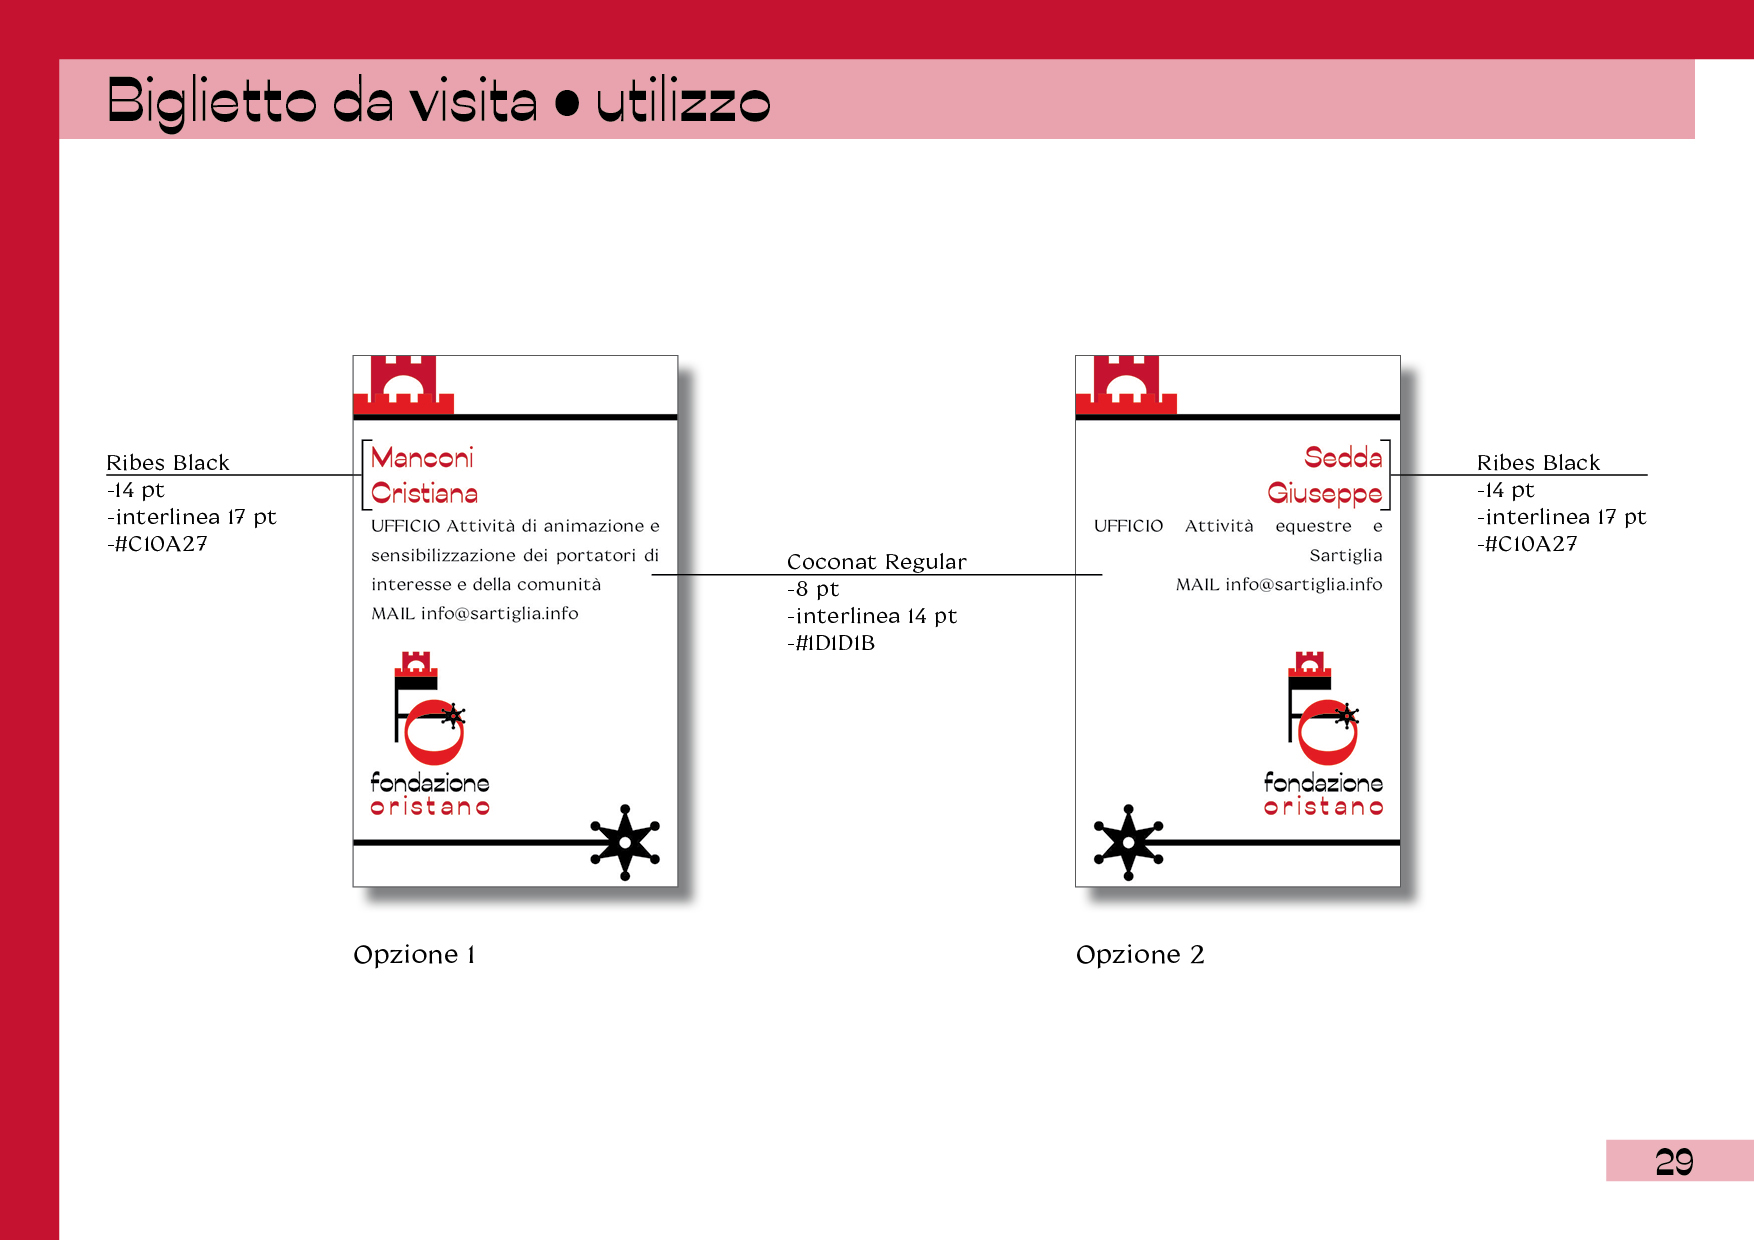 Biglietto da visita • utilizzo
Ribes Black
-14 pt
-interlinea 17 pt
-#C10A27
Manconi
Cristiana
UFFICIO Attività di animazione e
sensibilizzazione dei portatori di
interesse e della comunità
MAIL info@sartiglia.info
fondazione
oristano
Opzione 1
Coconat Regular
-8 pt
-interlinea 14 pt
-#1D1D1B
Sedda
Giuseppe
UFFICIO Attività equestre e
Sartiglia
MAIL info@sartiglia.info
fondazione
oristano
Opzione 2
Ribes Black
-14 pt
-interlinea 17 pt
-#C10A27
29